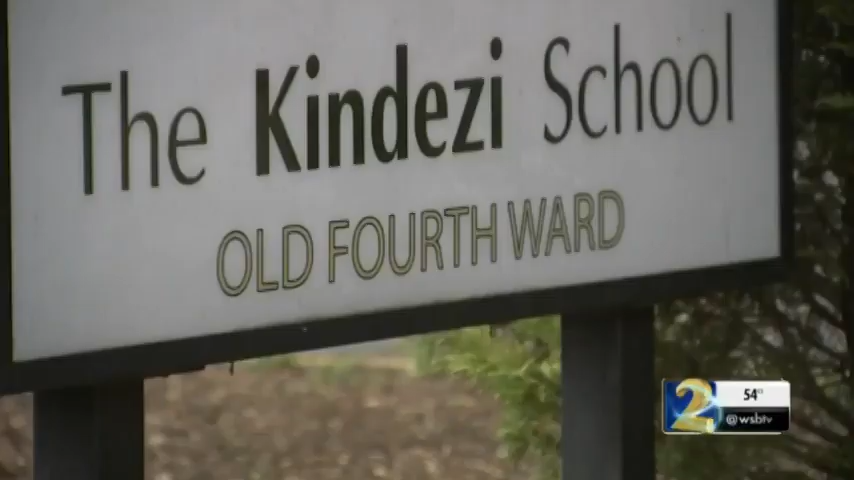 The Kindezi School
OLD FOURTH WARD
2
54°
@wsbtv